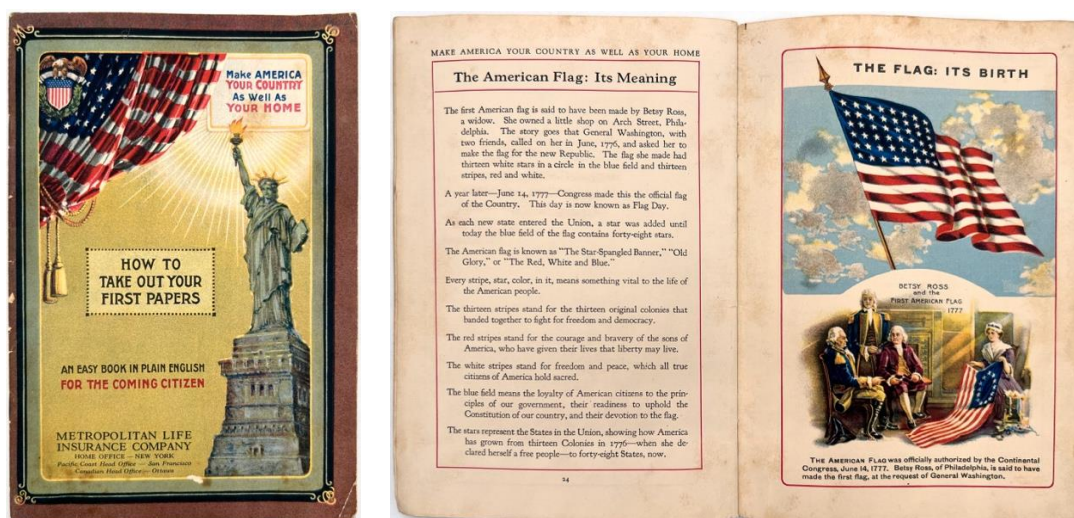 Make AMERICA
YOUR COUNTRY
As Well As
YOUR HOME
HOW TO
TAKE OUT YOUR
FIRST PAPERS
AN EASY BOOK IN PLAIN ENGLISH
FOR THE COMING CITIZEN
METROPOLITAN LIFE
INSURANCE COMPANY
HOME OFFICE — NEW YORK
Pacific Coast Head Office — San Francisco
Canadian Head Office — Ottawa
MAKE AMERICA YOUR COUNTRY AS WELL AS YOUR HOME
The American Flag: Its Meaning
The first American flag is said to have been made by Betsy Ross,
a widow. She owned a little shop on Arch Street, Phila-
delphia. The story goes that General Washington, with
two friends, called on her in June, 1776, and asked her to
make the flag for the new Republic. The flag she made had
thirteen white stars in a circle in the blue field and thirteen
stripes, red and white.
A year later—June 14, 1777—Congress made this the official flag
of the Country. This day is now known as Flag Day.
As each new state entered the Union, a star was added until
today the blue field of the flag contains forty-eight stars.
The American flag is known as "The Star-Spangled Banner," "Old
Glory," or "The Red, White and Blue."
Every stripe, star, color, in it, means something vital to the life of
the American people.
The thirteen stripes stand for the thirteen original colonies that
banded together to fight for freedom and democracy.
The red stripes stand for the courage and bravery of the sons of
America, who have given their lives that liberty may live.
The white stripes stand for freedom and peace, which all true
citizens of America hold sacred.
The blue field means the loyalty of American citizens to the prin-
ciples of our government, their readiness to uphold the
Constitution of our country, and their devotion to the flag.
The stars represent the States in the Union, showing how America
has grown from thirteen Colonies in 1776—when she de-
clared herself a free people—to forty-eight States, now.
24
THE FLAG: ITS BIRTH
BETSY ROSS
and the
FIRST AMERICAN FLAG
1777
THE AMERICAN FLAG was officially authorized by the Continental
Congress, June 14, 1777. Betsy Ross, of Philadelphia, is said to have
made the first flag, at the request of General Washington.